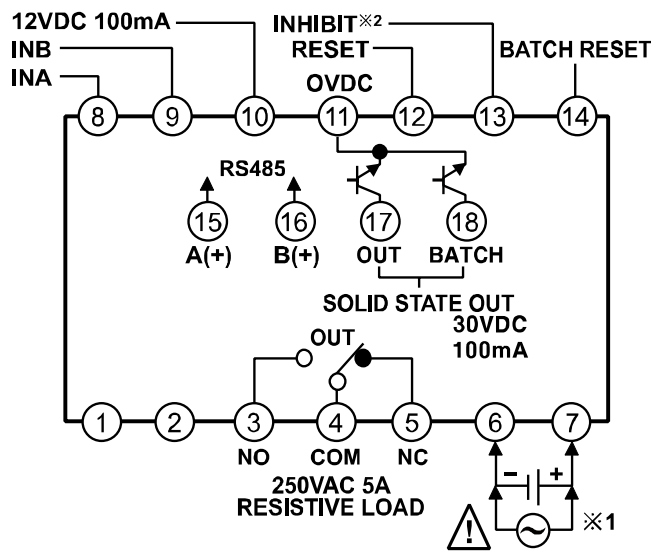 12VDC 100mA
INHIBIT※2
INB
RESET
BATCH RESET
INA
OVDC
8
9
10
11
12
13
14
RS485
15
16
17
18
A(+)
B(+)
OUT
BATCH
SOLID STATE OUT
30VDC
100mA
OUT
1
2
3
4
5
6
7
NO
COM
NC
- +
250VAC 5A
RESISTIVE LOAD
※1